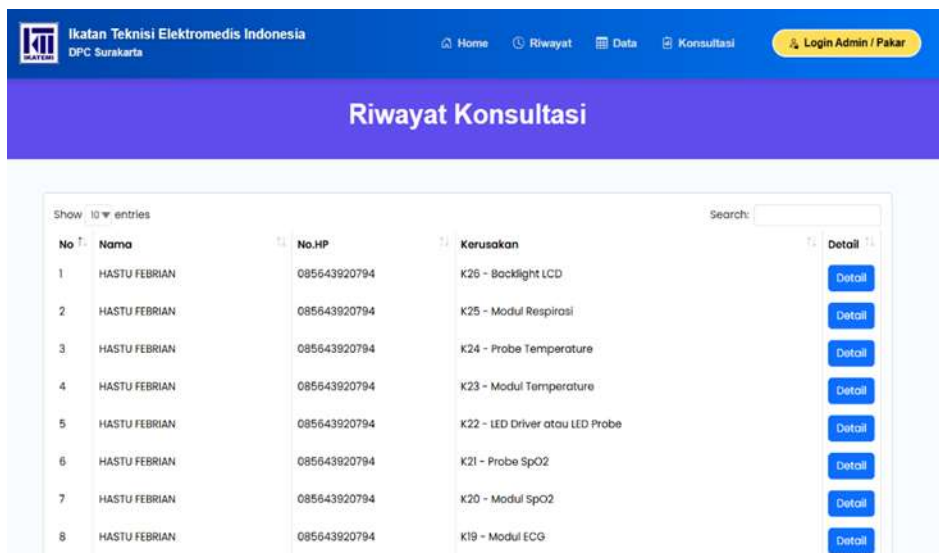 IKATEMI
Ikatan Teknisi Elektromedis Indonesia
DPC Surakarta
Home Riwayat Data Konsultasi Login Admin / Pakar
Riwayat Konsultasi
Show 10 entries Search:
No Nama No.HP Kerusakan Detail
1 HASTU FEBRIAN 085643920794 K26 - Backlight LCD Detail
2 HASTU FEBRIAN 085643920794 K25 - Modul Respirasi Detail
3 HASTU FEBRIAN 085643920794 K24 - Probe Temperature Detail
4 HASTU FEBRIAN 085643920794 K23 - Modul Temperature Detail
5 HASTU FEBRIAN 085643920794 K22 - LED Driver atau LED Probe Detail
6 HASTU FEBRIAN 085643920794 K21 - Probe SpO2 Detail
7 HASTU FEBRIAN 085643920794 K20 - Modul SpO2 Detail
8 HASTU FEBRIAN 085643920794 K19 - Modul ECG Detail